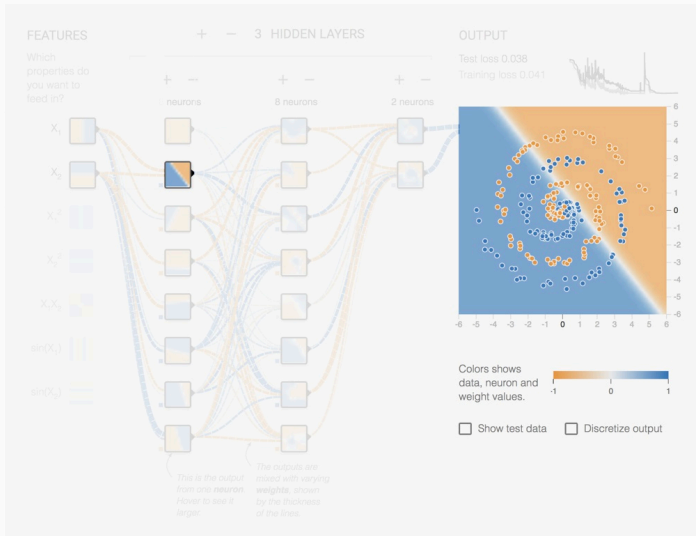 FEATURES
+ − 3 HIDDEN LAYERS
OUTPUT
Which
properties do
you want to
feed in?
Test loss 0.036
Training loss 0.041
+ −
+ −
+ −
neurons
8 neurons
2 neurons
X₁
X₂
X₁²
X₂²
X₁X₂
sin(X₁)
sin(X₂)
6
5
4
3
2
1
0
-1
-2
-3
-4
-5
-6
-6 -5 -4 -3 -2 -1 0 1 2 3 4 5 6
Colors shows
data, neuron and
weight values.
-1 0 1
Show test data
Discretize output
This is the output
from one neuron.
Hover to see it
larger.
The outputs are
mixed with varying
weights, shown
by the thickness
of the lines.